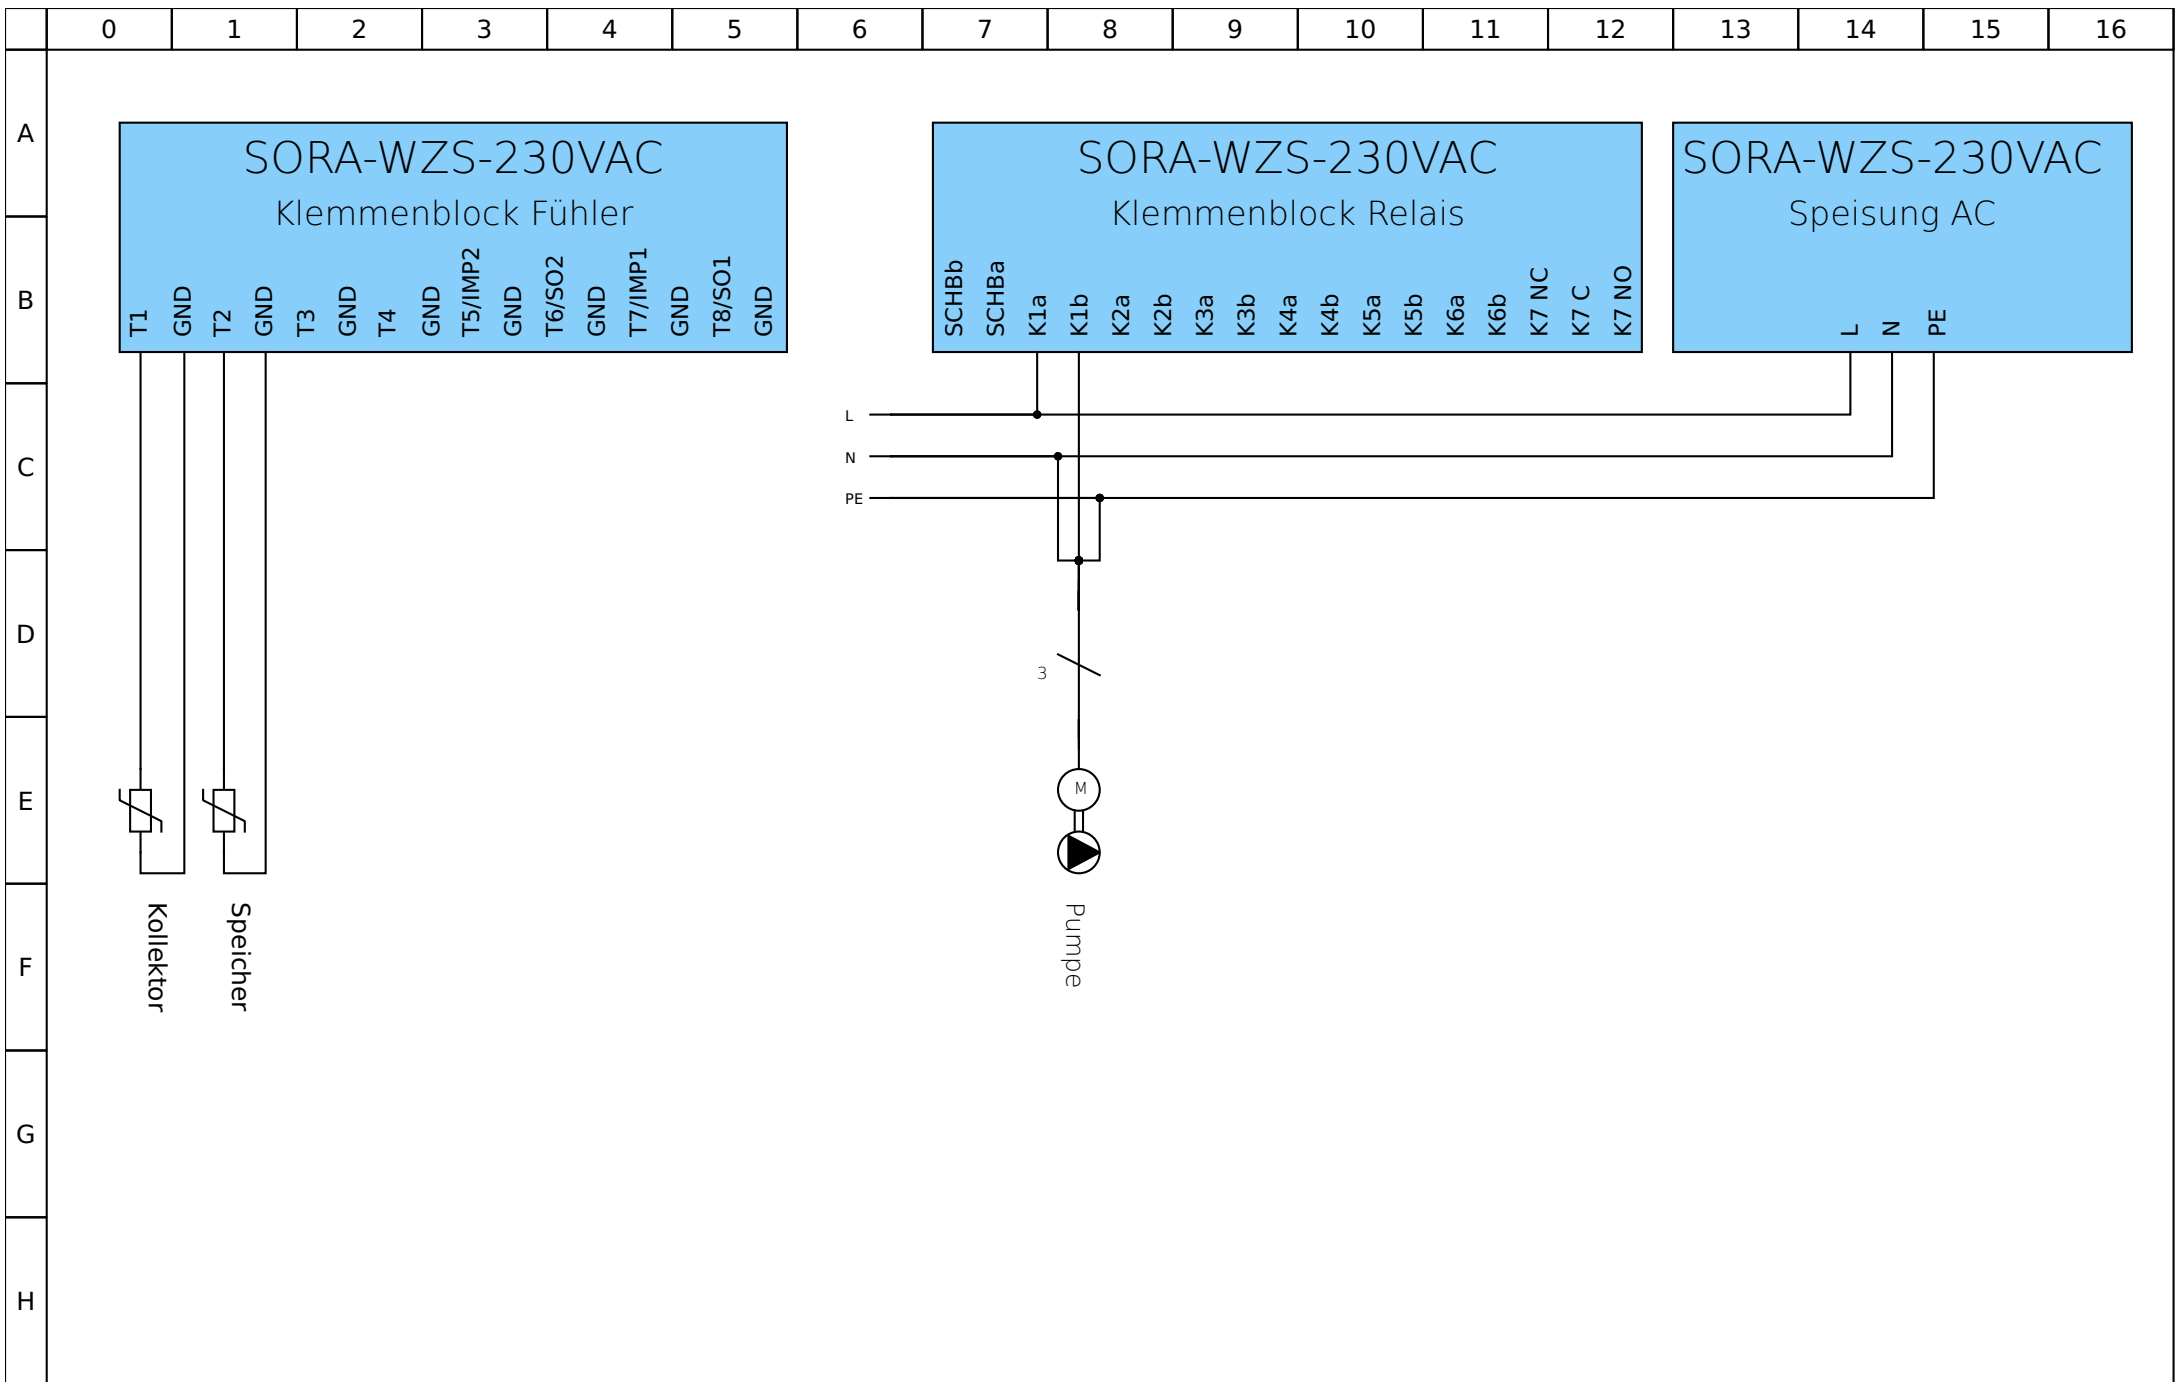 0 1 2 3 4 5 6 7 8 9 10 11 12 13 14 15 16
A
B
C
D
E
F
G
H
SORA-WZS-230VAC
Klemmenblock Fühler
T1 GND T2 GND T3 GND T4 GND T5/IMP2 GND T6/SO2 GND T7/IMP1 GND T8/SO1 GND
SORA-WZS-230VAC
Klemmenblock Relais
SCHBb SCHBa K1a K1b K2a K2b K3a K3b K4a K4b K5a K5b K6a K6b K7 NC K7 C K7 NO
SORA-WZS-230VAC
Speisung AC
L N PE
L
N
PE
3
M
Kollektor
Speicher
Pumpe